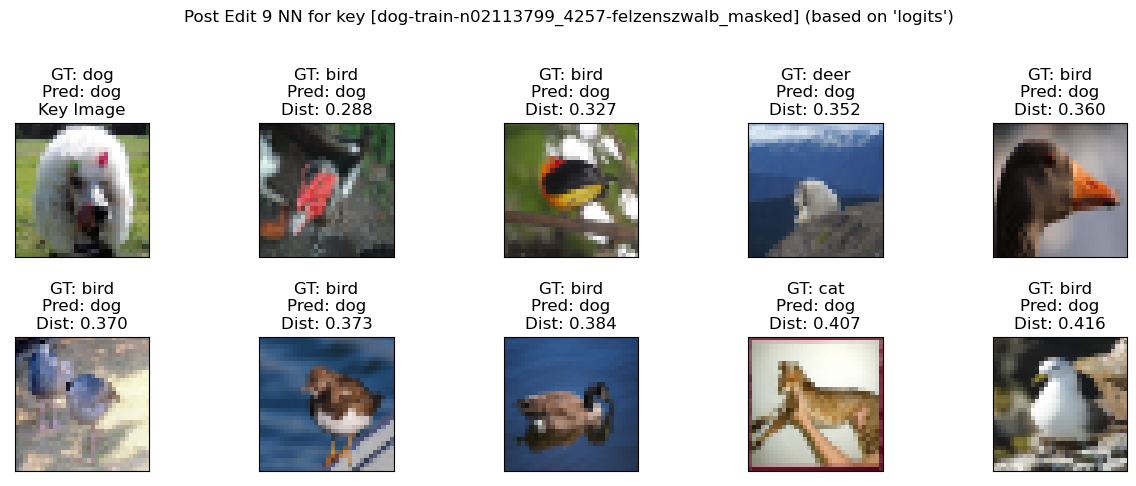 Post Edit 9 NN for key [dog-train-n02113799_4257-felzenszwalb_masked] (based on 'logits')
GT: dog
Pred: dog
Key Image
GT: bird
Pred: dog
Dist: 0.288
GT: bird
Pred: dog
Dist: 0.327
GT: deer
Pred: dog
Dist: 0.352
GT: bird
Pred: dog
Dist: 0.360
GT: bird
Pred: dog
Dist: 0.370
GT: bird
Pred: dog
Dist: 0.373
GT: bird
Pred: dog
Dist: 0.384
GT: cat
Pred: dog
Dist: 0.407
GT: bird
Pred: dog
Dist: 0.416